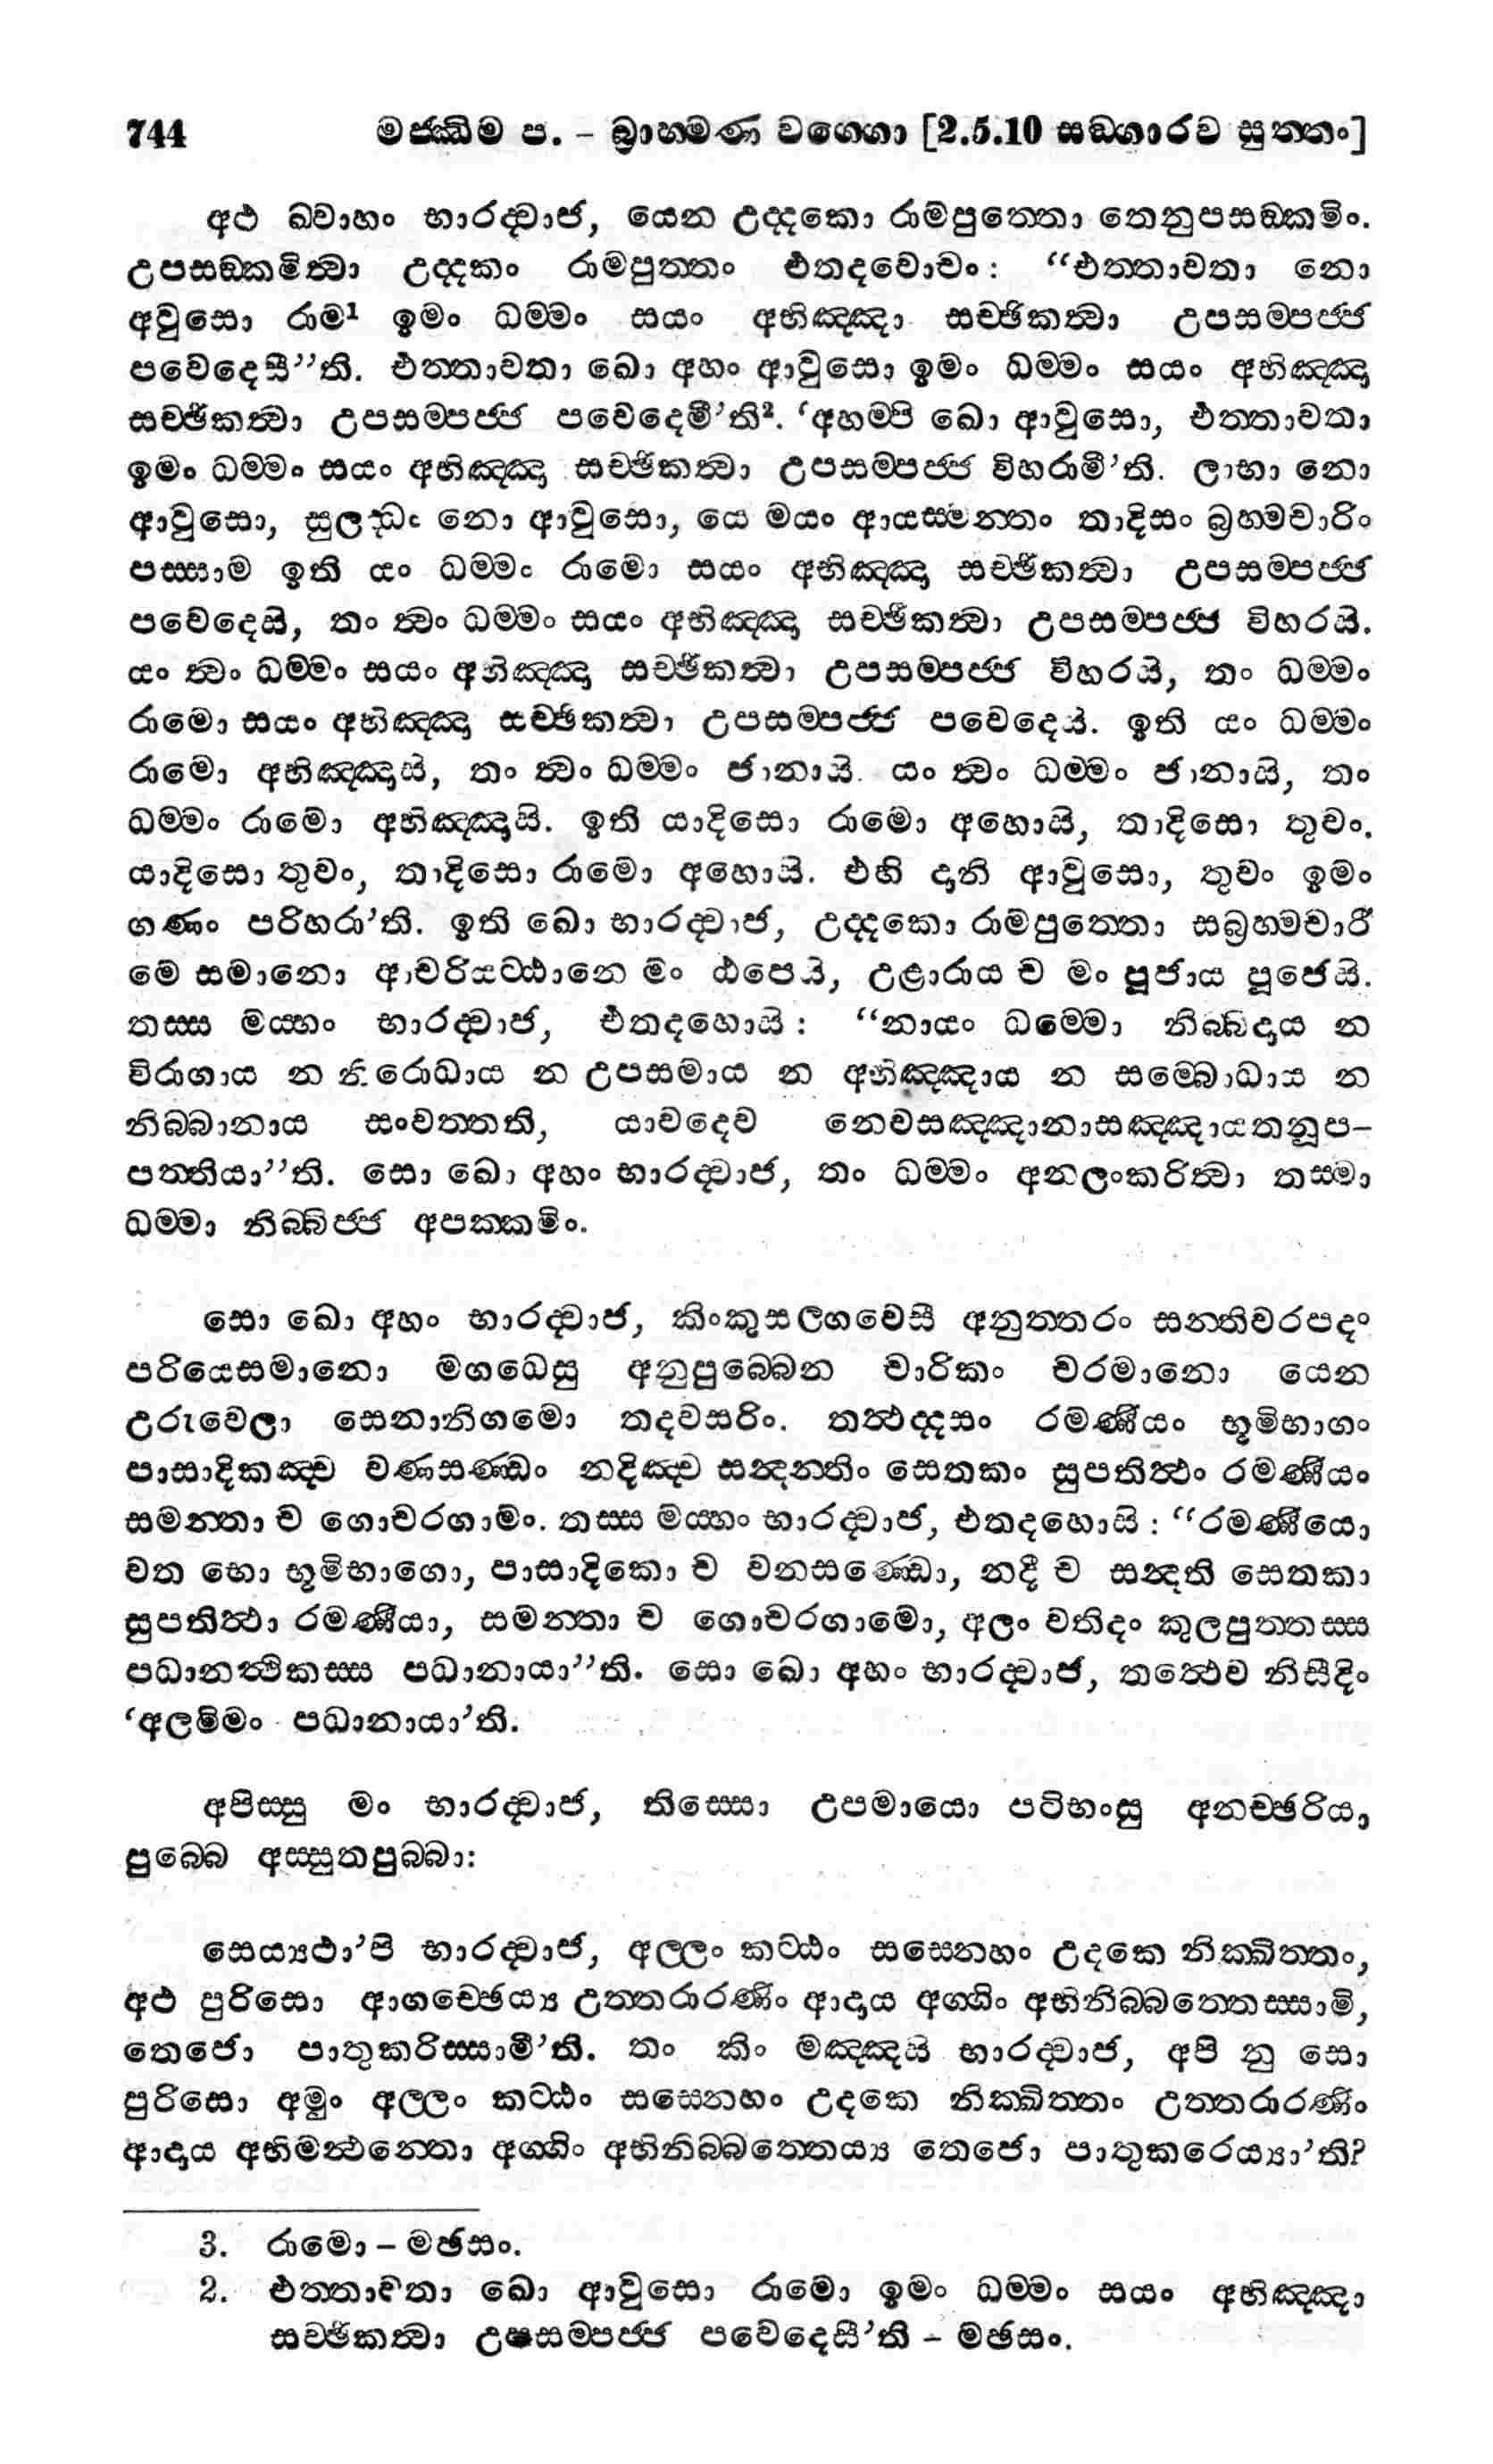 744 මජ්ඣිම ප. – බ්‍රාහ්මණ වග්ගො [2.5.10 සඞ්ගාරව සුත්තං]
අථ ඛ්වාහං භාරද්වාජ, යෙන උද්දකො රාමපුත්තො තෙනුපසඞ්කමිං.
උපසඞ්කමිත්වා උද්දකං රාමපුත්තං එතදවොචං: “එත්තාවතා නො
අවුසො රාම¹ ඉමං ධම්මං සයං අභිඤ්ඤා සච්ඡිකත්වා උපසම්පජ්ජ
පවෙදෙසී”ති. එත්තාවතා ඛො අහං ආවුසො ඉමං ධම්මං සයං අභිඤ්ඤා
සච්ඡිකත්වා උපසම්පජ්ජ පවෙදෙමී’ති². ‘අහම්පි ඛො ආවුසො, එත්තාවතා
ඉමං ධම්මං සයං අභිඤ්ඤා සච්ඡිකත්වා උපසම්පජ්ජ විහරාමී’ති. ලාභා නො
ආවුසො, සුලද්ධං නො ආවුසො, යෙ මයං ආයස්මන්තං තාදිසං බ්‍රහ්මචාරිං
පස්සාම ඉති යං ධම්මං රාමො සයං අභිඤ්ඤා සච්ඡිකත්වා උපසම්පජ්ජ
පවෙදෙසි, තං ත්වං ධම්මං සයං අභිඤ්ඤා සච්ඡිකත්වා උපසම්පජ්ජ විහරසි.
යං ත්වං ධම්මං සයං අභිඤ්ඤා සච්ඡිකත්වා උපසම්පජ්ජ විහරසි, තං ධම්මං
රාමො සයං අභිඤ්ඤා සච්ඡිකත්වා උපසම්පජ්ජ පවෙදෙසි. ඉති යං ධම්මං
රාමො අභිඤ්ඤාසි, තං ත්වං ධම්මං ජානාසි. යං ත්වං ධම්මං ජානාසි, තං
ධම්මං රාමො අභිඤ්ඤාසි. ඉති යාදිසො රාමො අහොසි, තාදිසො තුවං.
යාදිසො තුවං, තාදිසො රාමො අහොසි. එහි දානි ආවුසො, තුවං ඉමං
ගණං පරිහරා’ති. ඉති ඛො භාරද්වාජ, උද්දකො රාමපුත්තො සබ්‍රහ්මචාරී
මෙ සමානො ආචරියට්ඨානෙ මං ඨපෙසි, උළාරාය ච මං පූජාය පූජෙසි.
තස්ස මය්හං භාරද්වාජ, එතදහොසි: “නායං ධම්මො නිබ්බිදාය න
විරාගාය න නිරොධාය න උපසමාය න අභිඤ්ඤාය න සම්බොධාය න
නිබ්බානාය සංවත්තති, යාවදෙව නෙවසඤ්ඤානාසඤ්ඤායතනූප–
පත්තියා”ති. සො ඛො අහං භාරද්වාජ, තං ධම්මං අනලංකරිත්වා තස්මා
ධම්මා නිබ්බිජ්ජ අපක්කමිං.
සො ඛො අහං භාරද්වාජ, කිංකුසලගවෙසී අනුත්තරං සන්තිවරපදං
පරියෙසමානො මගධෙසු අනුපුබ්බෙන චාරිකං චරමානො යෙන
උරුවෙලා සෙනානිගමො තදවසරිං. තත්ථද්දසං රමණීයං භූමිභාගං
පාසාදිකඤ්ච වණසණ්ඩං නදිඤ්ච සන්දන්තිං සෙතකං සුපතිත්ථං රමණීයං
සමන්තා ච ගොචරගාමං. තස්ස මය්හං භාරද්වාජ, එතදහොසි: “රමණීයො
වත භො භූමිභාගො, පාසාදිකො ච වනසණ්ඩො, නදී ච සන්දති සෙතකා
සුපතිත්ථා රමණීයා, සමන්තා ච ගොචරගාමො, අලං වතිදං කුලපුත්තස්ස
පධානත්ථිකස්ස පධානායා”ති. සො ඛො අහං භාරද්වාජ, තත්ථෙව නිසීදිං
‘අලමිමං පධානායා’ති.
අපිස්සු මං භාරද්වාජ, තිස්සො උපමායො පටිභංසු අනච්ඡරියා
පුබ්බෙ අස්සුතපුබ්බා:
සෙය්‍යථා’පි භාරද්වාජ, අල්ලං කට්ඨං සස්නෙහං උදකෙ නික්ඛිත්තං,
අථ පුරිසො ආගච්ඡෙය්‍ය උත්තරාරණිං ආදාය අග්ගිං අභිනිබ්බත්තෙස්සාමි,
තෙජො පාතුකරිස්සාමී’ති. තං කිං මඤ්ඤසි භාරද්වාජ, අපි නු සො
පුරිසො අමුං අල්ලං කට්ඨං සස්නෙහං උදකෙ නික්ඛිත්තං උත්තරාරණිං
ආදාය අභිමත්ථෙන්තො අග්ගිං අභිනිබ්බත්තෙය්‍ය තෙජො පාතුකරෙය්‍යා’ති?
3. රාමො – මඡසං.
2. එත්තාවතා ඛො ආවුසො රාමො ඉමං ධම්මං සයං අභිඤ්ඤා
සච්ඡිකත්වා උපසම්පජ්ජ පවෙදෙසී’ති – මඡසං.